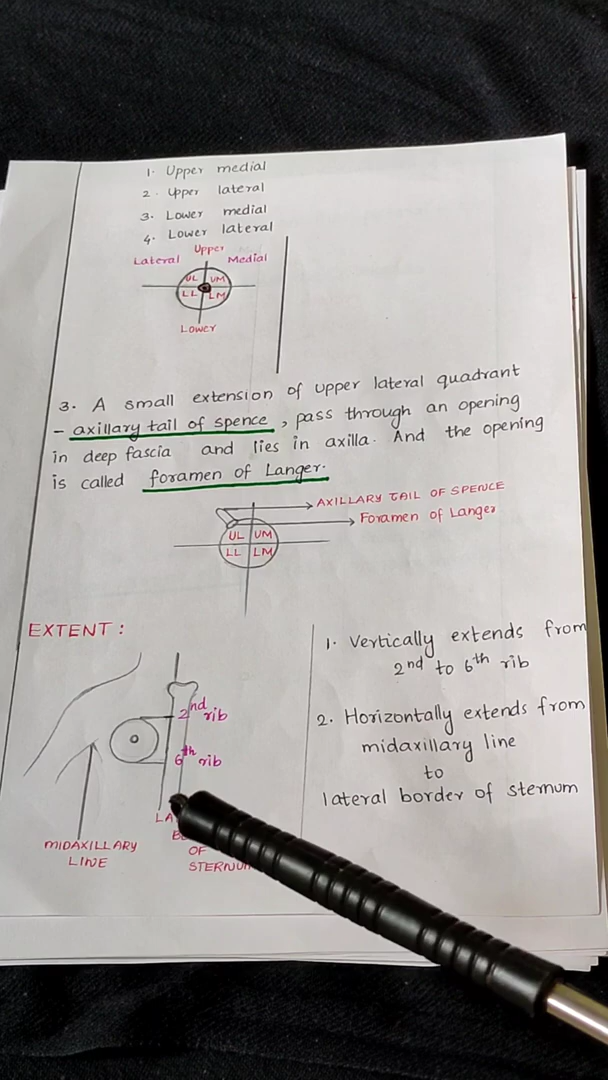 1. Upper medial
2. Upper lateral
3. Lower medial
4. Lower lateral
Upper
Lateral Medial
UL UM
LL LM
Lower
3. A small extension of upper lateral quadrant
- axillary tail of spence, pass through an opening
in deep fascia and lies in axilla. And the opening
is called foramen of Langer.
AXILLARY TAIL OF SPENCE
Foramen of Langer
UL UM
LL LM
EXTENT:
2nd rib
6th rib
MIDAXILLARY
LINE
LA
OF
STERNUM
1. Vertically extends from
2nd to 6th rib
2. Horizontally extends from
midaxillary line
to
lateral border of sternum